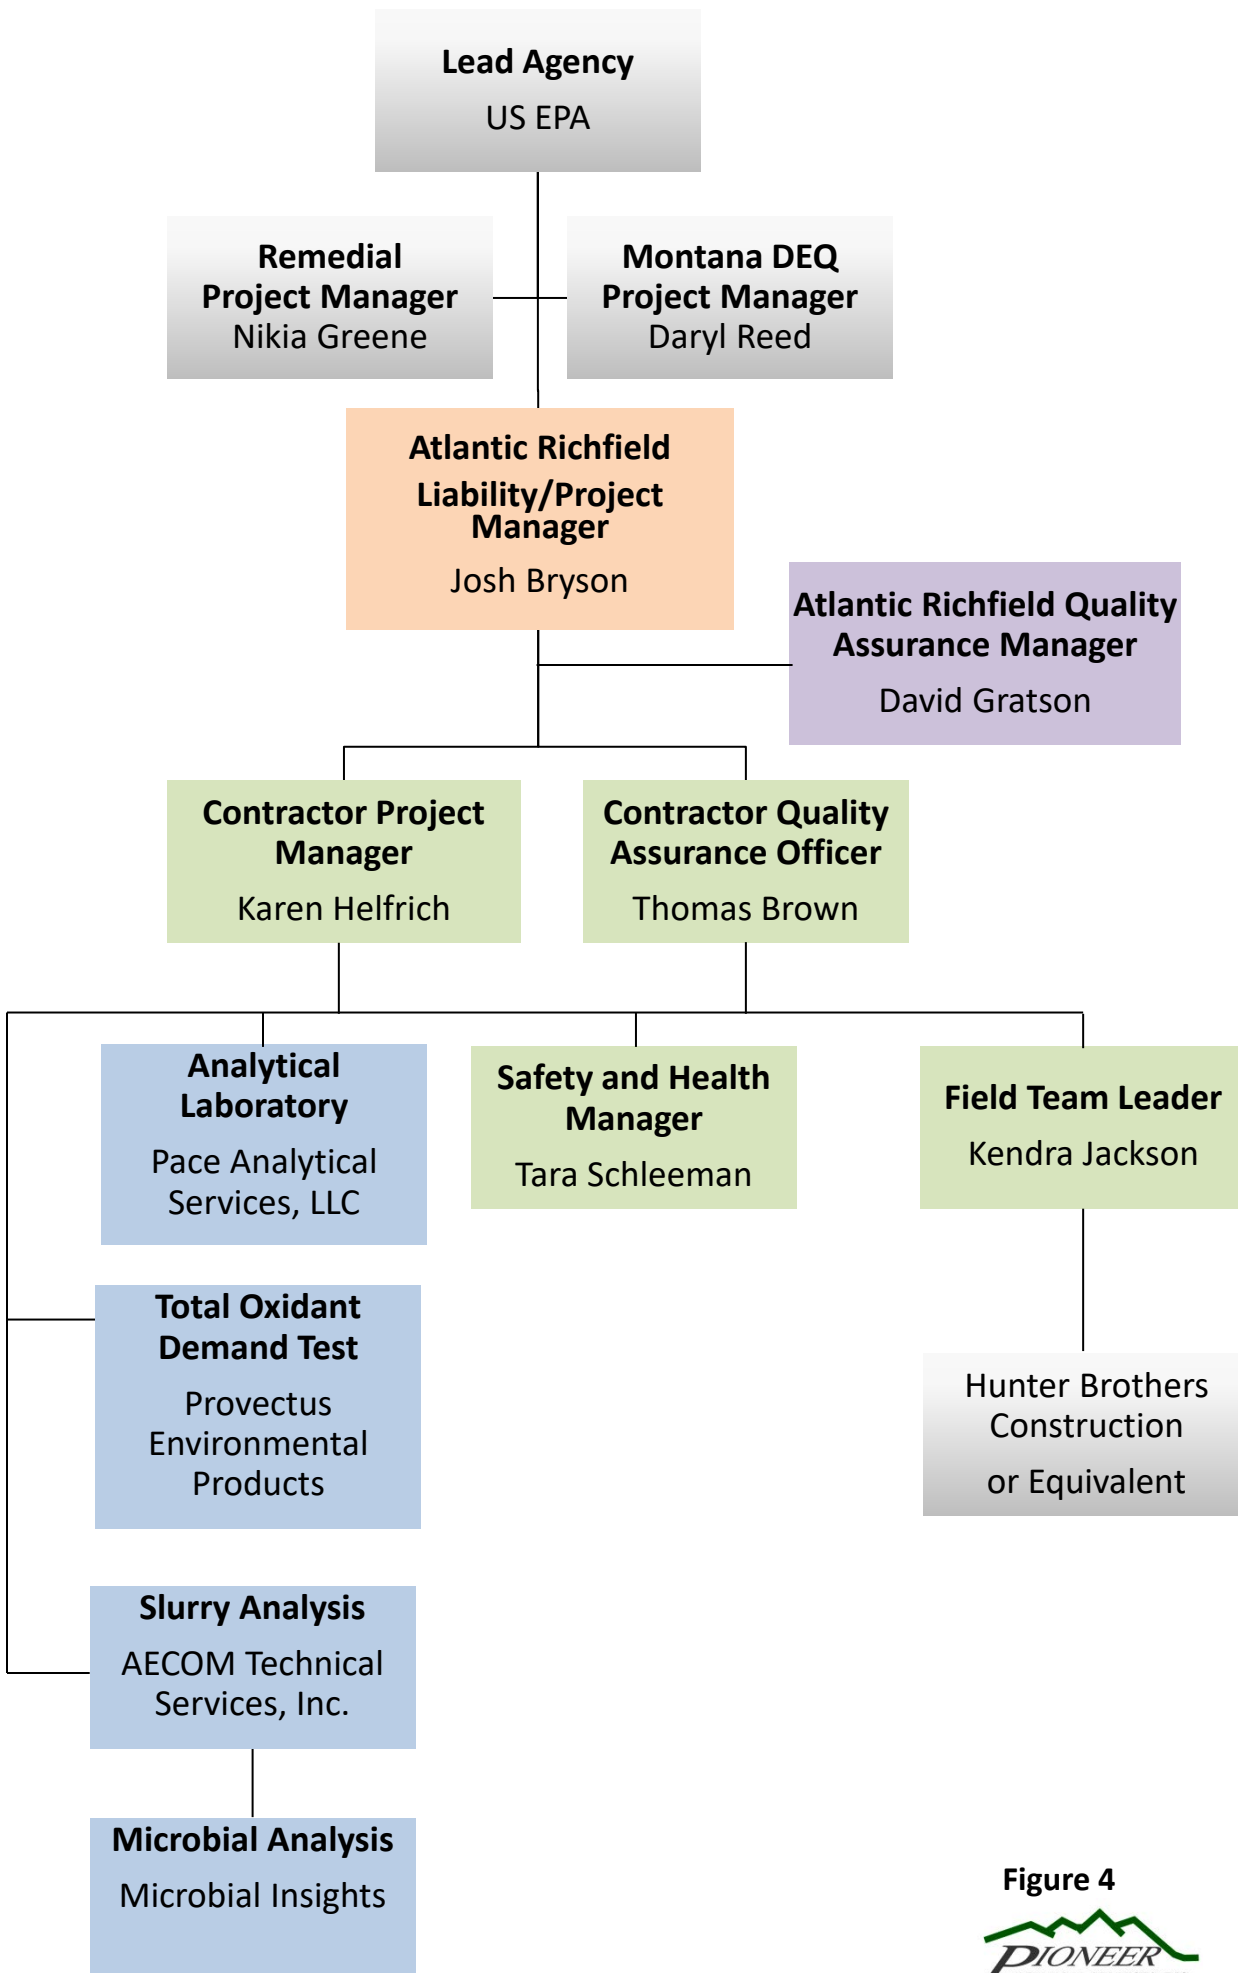 Lead Agency
US EPA
Remedial
Project Manager
Nikia Greene
Montana DEQ
Project Manager
Daryl Reed
Atlantic Richfield
Liability/Project
Manager
Josh Bryson
Atlantic Richfield Quality
Assurance Manager
David Gratson
Contractor Project
Manager
Karen Helfrich
Contractor Quality
Assurance Officer
Thomas Brown
Analytical
Laboratory
Pace Analytical
Services, LLC
Safety and Health
Manager
Tara Schleeman
Field Team Leader
Kendra Jackson
Total Oxidant
Demand Test
Provectus
Environmental
Products
Hunter Brothers
Construction
or Equivalent
Slurry Analysis
AECOM Technical
Services, Inc.
Microbial Analysis
Microbial Insights
Figure 4
PIONEER